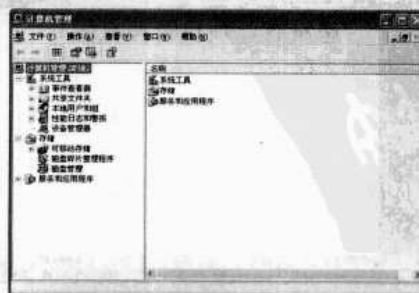 计算机管理
文件(F) 操作(A) 查看(V) 窗口(W) 帮助(H)
计算机管理(本地)
系统工具
事件查看器
共享文件夹
本地用户和组
性能日志和警报
设备管理器
存储
可移动存储
磁盘碎片整理程序
磁盘管理
服务和应用程序
名称
系统工具
存储
服务和应用程序